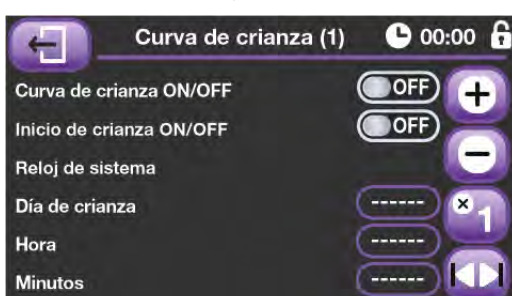 Curva de crianza (1) 00:00
Curva de crianza ON/OFF OFF
Inicio de crianza ON/OFF OFF
Reloj de sistema
Día de crianza ------
Hora ------
Minutos ------
+
−
×1